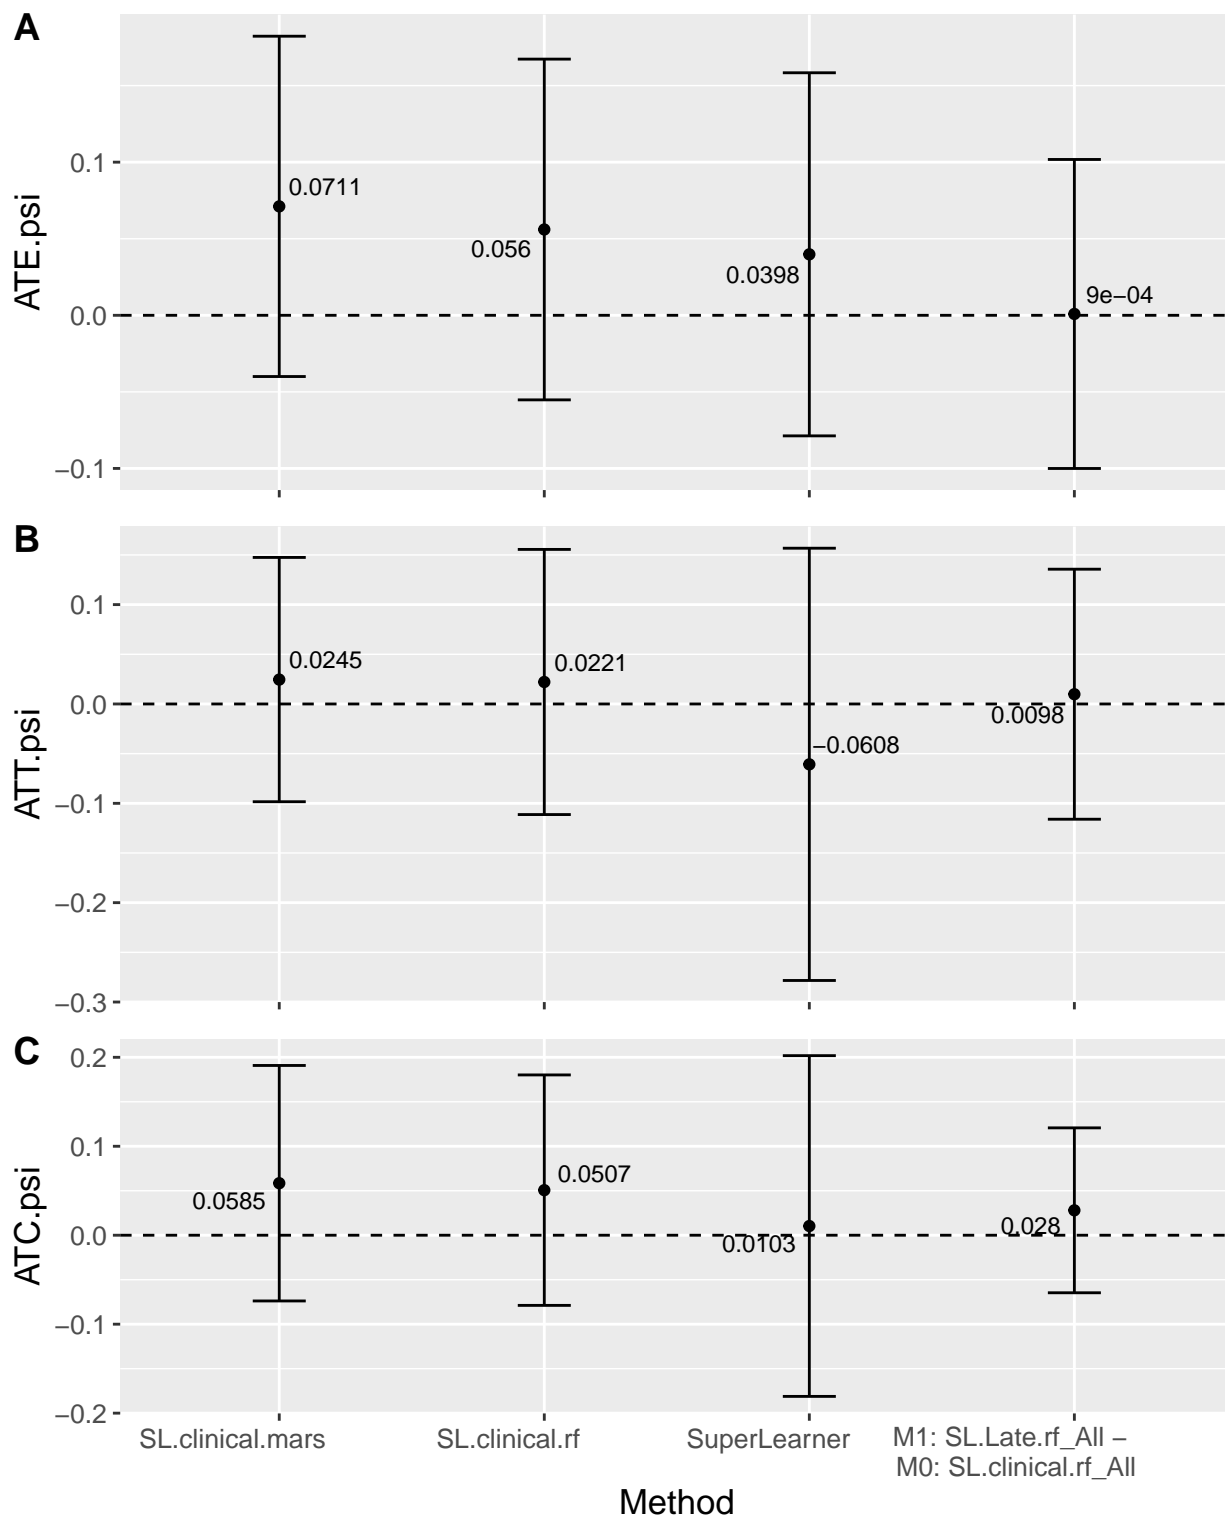 A
ATE.psi
0.1
0.0
−0.1
0.0711
0.056
0.0398
9e−04
B
ATT.psi
0.1
0.0
−0.1
−0.2
−0.3
0.0245
0.0221
−0.0608
0.0098
C
ATC.psi
0.2
0.1
0.0
−0.1
−0.2
0.0585
0.0507
0.0103
0.028
SL.clinical.mars
SL.clinical.rf
SuperLearner
M1: SL.Late.rf_All −
M0: SL.clinical.rf_All
Method